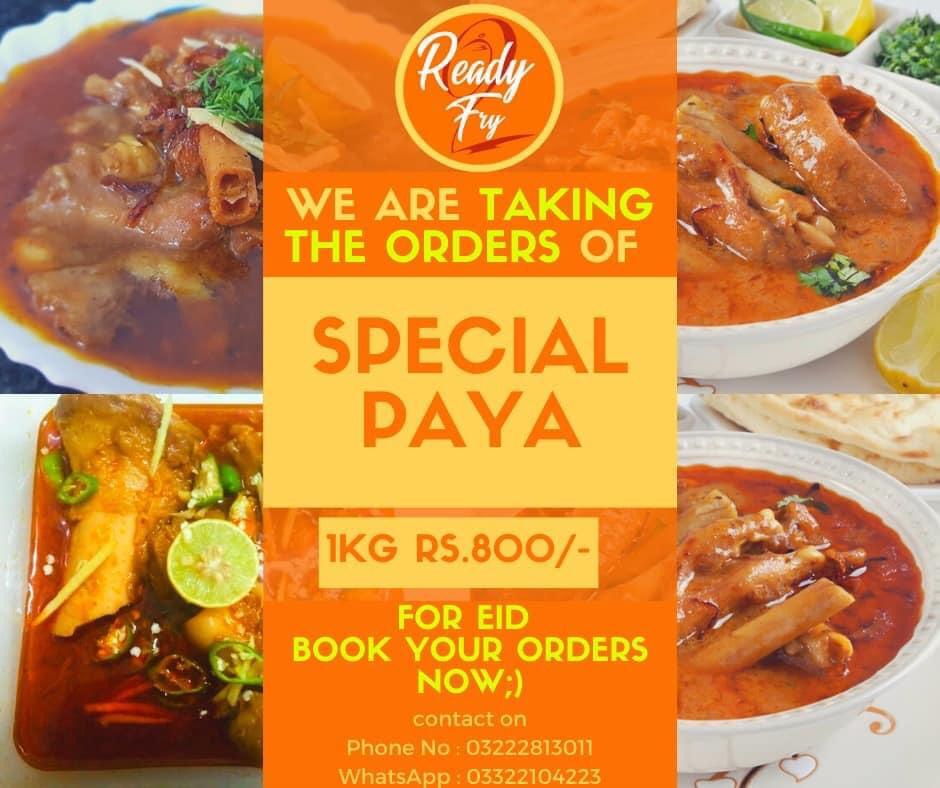 Ready
2
Fry
WE ARE TAKING
THE ORDERS OF
SPECIAL
PAYA
1KG RS.800/-
FOR EID
BOOK YOUR ORDERS
NOW;)
contact on
Phone No : 03222813011
WhatsApp : 03322104223